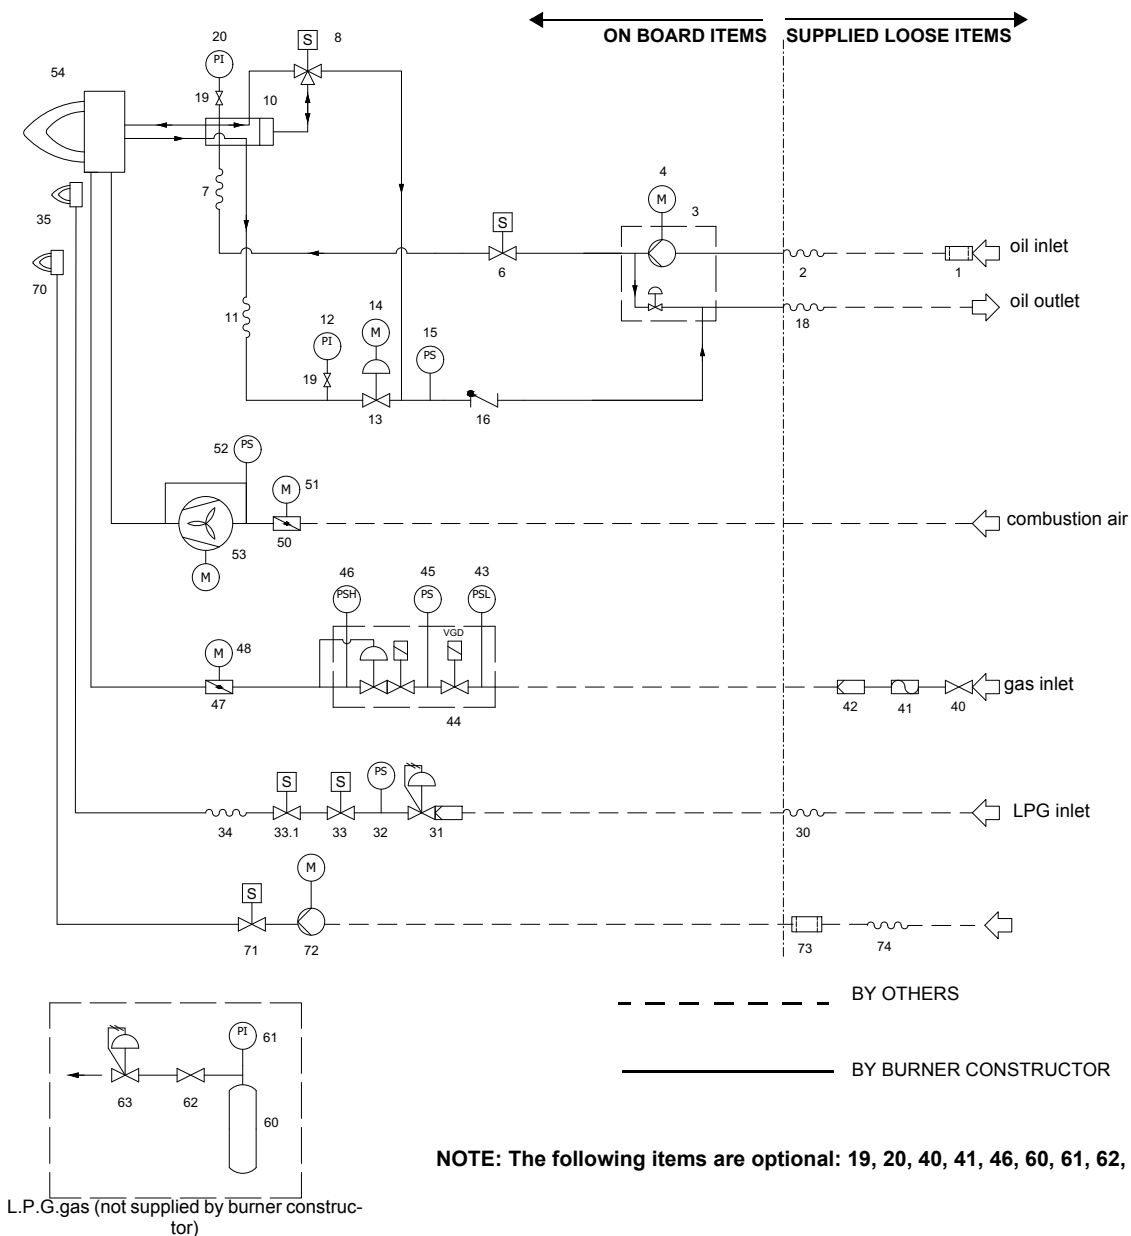 ON BOARD ITEMS SUPPLIED LOOSE ITEMS
20 S 8
PI
54
19 10
7
35
70
4
M 3
S
6 2 1 oil inlet
18 oil outlet
11 12 14 15
PI M PS
19
13 16
52 PS
M 51
53 50 combustion air
M
46 45 43
PSH PS PSL
VGD
M 48
47 44 42 41 40 gas inlet
S S PS
34 33.1 33 32 31 30 LPG inlet
M
S
71 72 73 74
PI 61
63 62 60
L.P.G.gas (not supplied by burner construc-
tor)
BY OTHERS
BY BURNER CONSTRUCTOR
NOTE: The following items are optional: 19, 20, 40, 41, 46, 60, 61, 62,